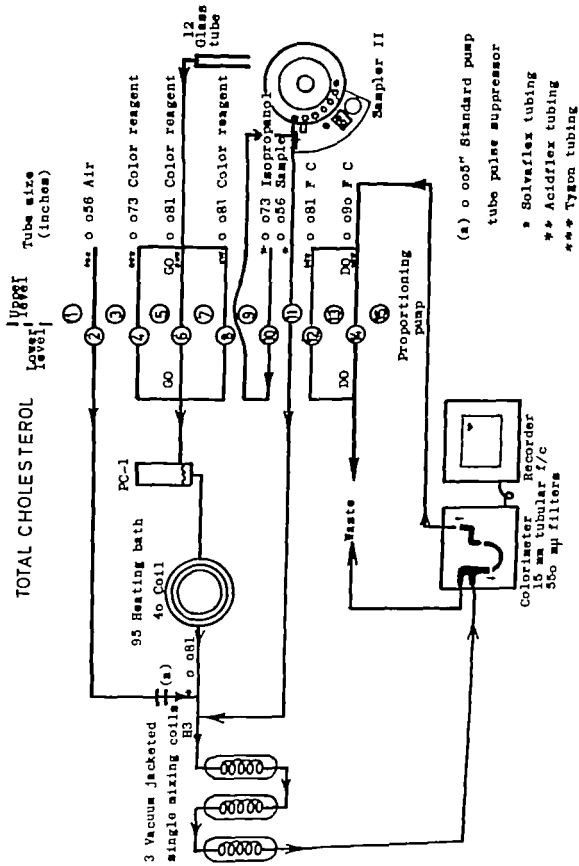 TOTAL CHOLESTEROL
Lower level
Upper level
Tube size
(inches)
1
2
3
4
5
6
7
8
9
10
11
12
13
14
15
*** o o56 Air
*** o o73 Color reagent
*** o o81 Color reagent
*** o o81 Color reagent
* o o73 Isopropanol
* o o56 Sample
*** o o81 F C
*** o o90 F C
GO
GO
DO
DO
12
Glass
tube
Sampler II
Proportioning
pump
PC-1
95 Heating bath
4o Coil
* o o81
(a)
H3
3 Vacuum jacketed
single mixing coils
Waste
Colorimeter
15 mm tubular f/c
55o mµ filters
Recorder
(a) o oo5" Standard pump
tube pulse suppressor
* Solvaflex tubing
** Acidflex tubing
*** Tygon tubing